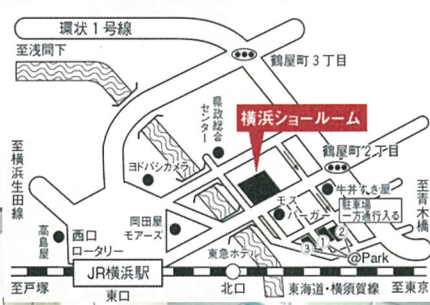 環状1号線
至浅間下
鶴屋町3丁目
県政総合
センター
横浜ショールーム
ヨドバシカメラ
鶴屋町2丁目
至横浜生田線
至青木橋
牛丼すき屋
駐車場
一方通行入る
モス
バーガー
高島屋
西口
ロータリー
岡田屋
モアーズ
東急ホテル
1
2
3
@Park
JR横浜駅
至戸塚
東口
北口
東海道・横須賀線
至東京